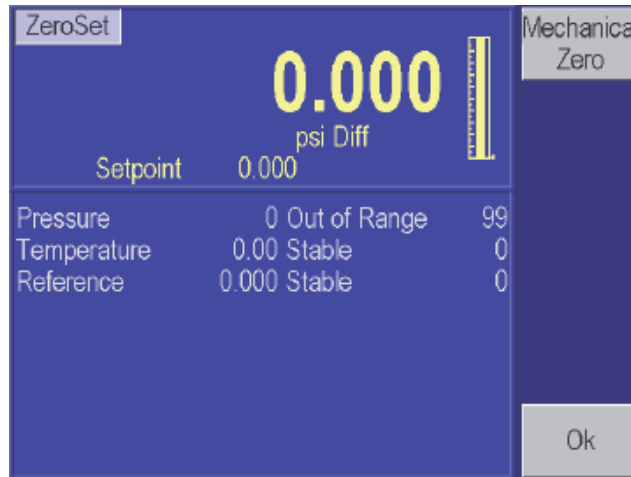 ZeroSet
0.000
psi Diff
Setpoint 0.000
Pressure 0 Out of Range 99
Temperature 0.00 Stable 0
Reference 0.000 Stable 0
Mechanica
Zero
Ok